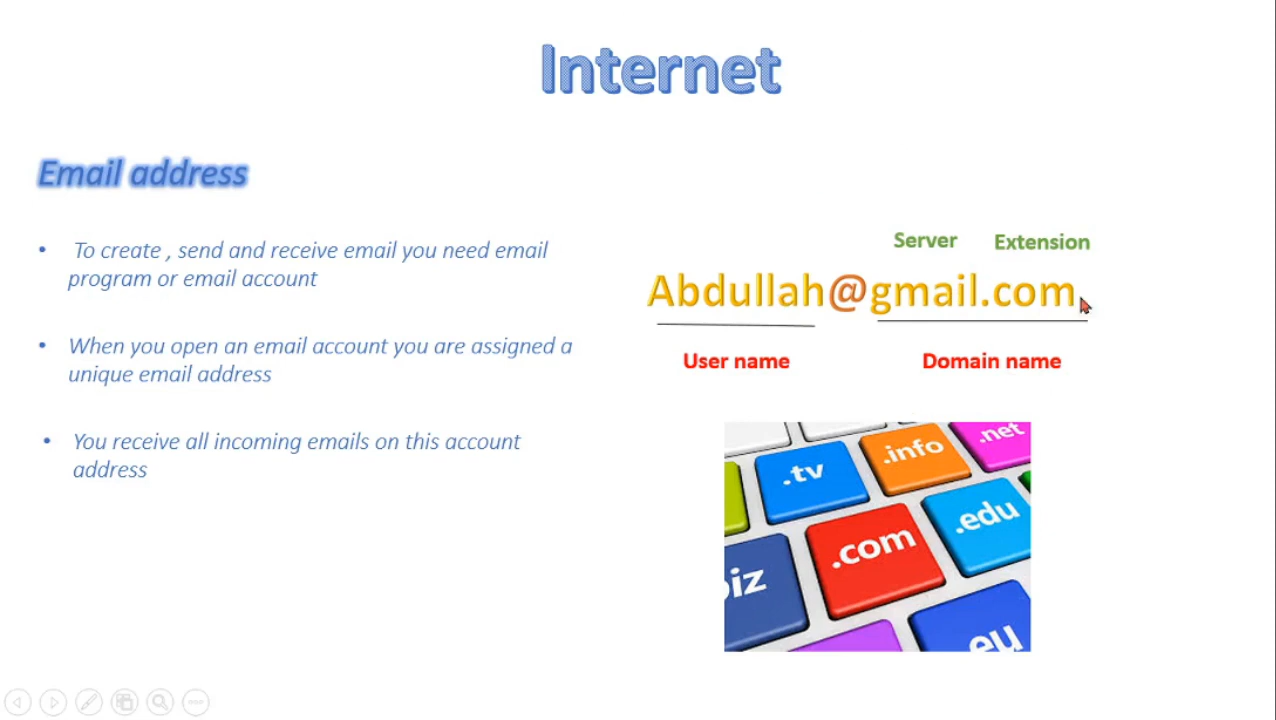 Internet
Email address
• To create , send and receive email you need email
program or email account
• When you open an email account you are assigned a
unique email address
• You receive all incoming emails on this account
address
Server Extension
Abdullah@gmail.com
User name Domain name
.tv .info .net
.com .edu
biz
eu